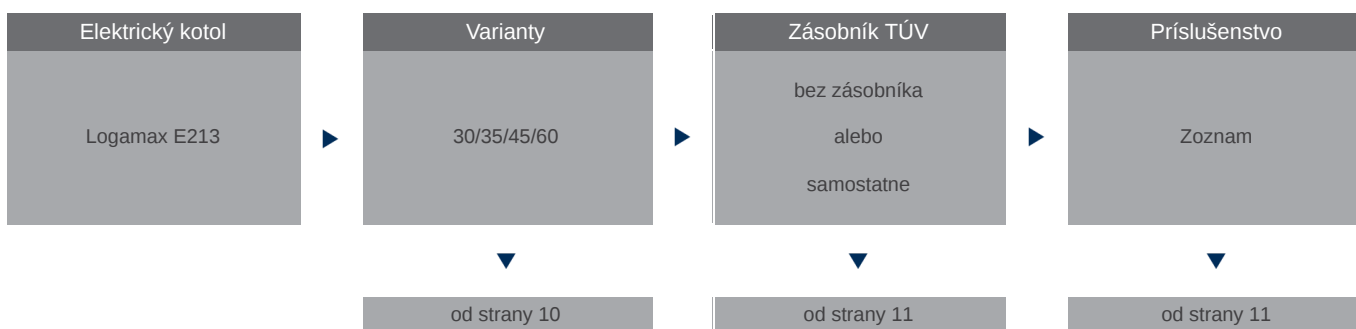 Elektrický kotol
Logamax E213
Varianty
30/35/45/60
od strany 10
Zásobník TÚV
bez zásobníka
alebo
samostatne
od strany 11
Príslušenstvo
Zoznam
od strany 11